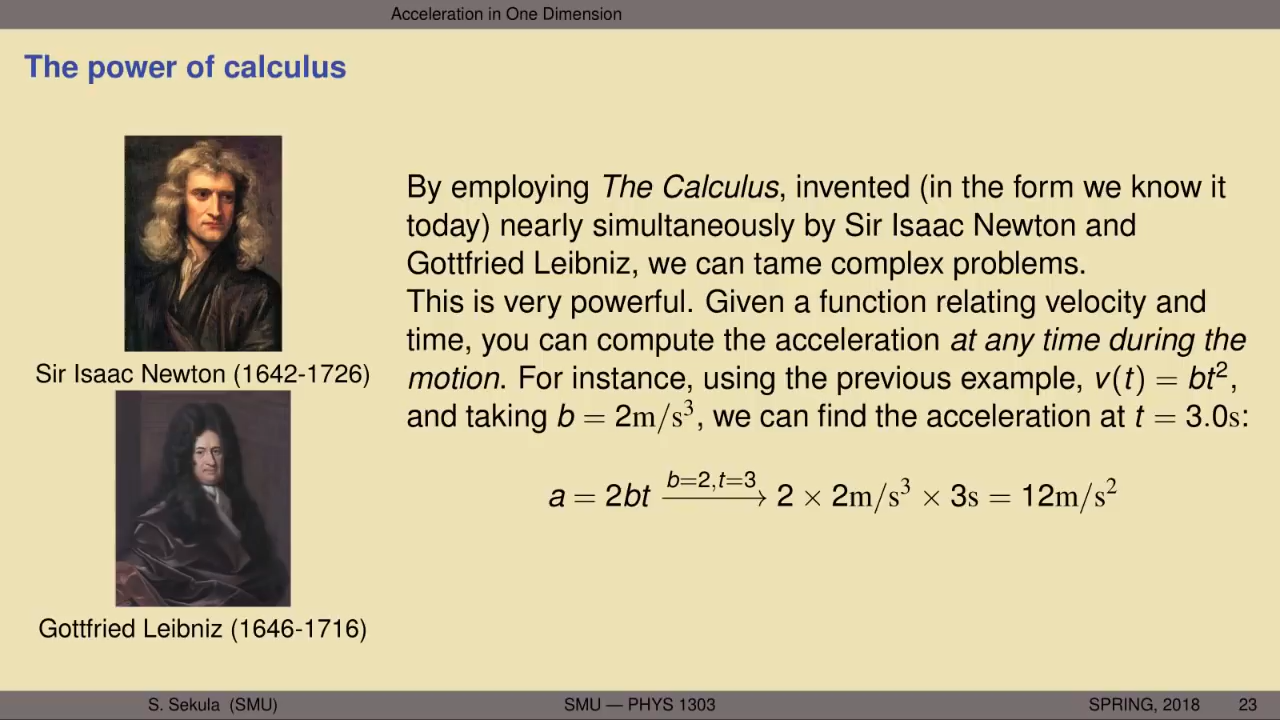 Acceleration in One Dimension
The power of calculus
Sir Isaac Newton (1642-1726)
Gottfried Leibniz (1646-1716)
By employing The Calculus, invented (in the form we know it
today) nearly simultaneously by Sir Isaac Newton and
Gottfried Leibniz, we can tame complex problems.
This is very powerful. Given a function relating velocity and
time, you can compute the acceleration at any time during the
motion. For instance, using the previous example, v(t) = bt²,
and taking b = 2m/s³, we can find the acceleration at t = 3.0s:
a = 2bt \xrightarrow{b=2,t=3} 2 × 2m/s³ × 3s = 12m/s²
S. Sekula (SMU) SMU — PHYS 1303 SPRING, 2018 23